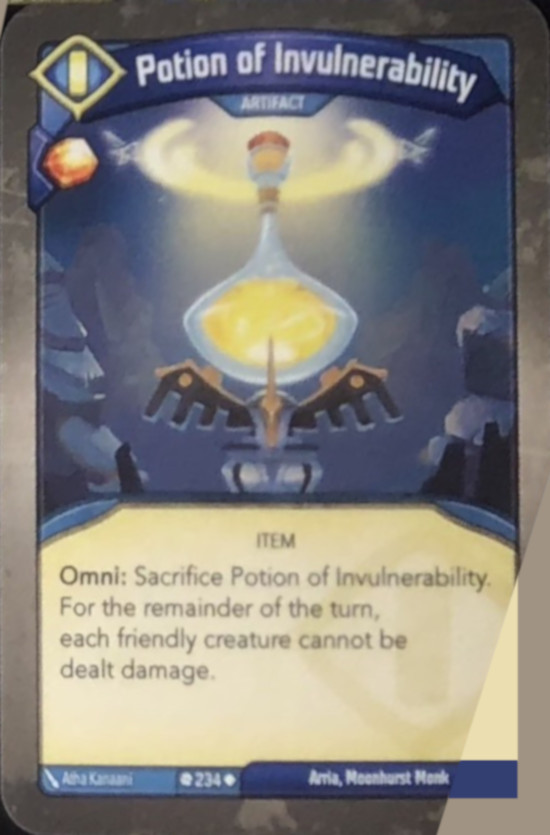 Potion of Invulnerability
ARTIFACT
ITEM
Omni: Sacrifice Potion of Invulnerability.
For the remainder of the turn,
each friendly creature cannot be
dealt damage.
Atha Kanaani
234
Arria, Moonhurst Monk